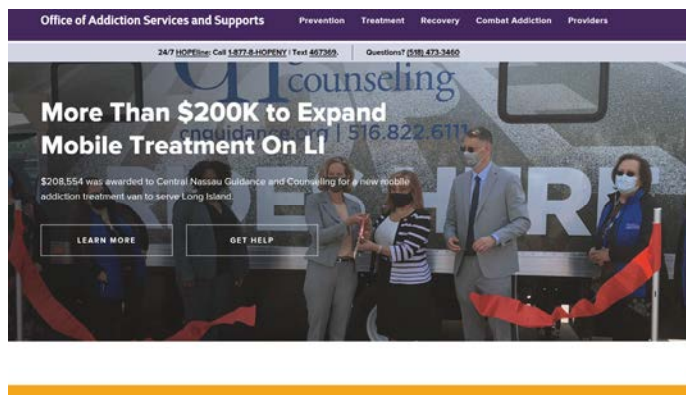 Office of Addiction Services and Supports
Prevention Treatment Recovery Combat Addiction Providers
24/7 HOPEline: Call 1-877-8-HOPENY | Text 467369.
Questions? (518) 473-3460
counseling
More Than $200K to Expand
cnguidance.org | 516.822.6111
Mobile Treatment On LI
$208,554 was awarded to Central Nassau Guidance and Counseling for a new mobile
addiction treatment van to serve Long Island.
LEARN MORE
GET HELP